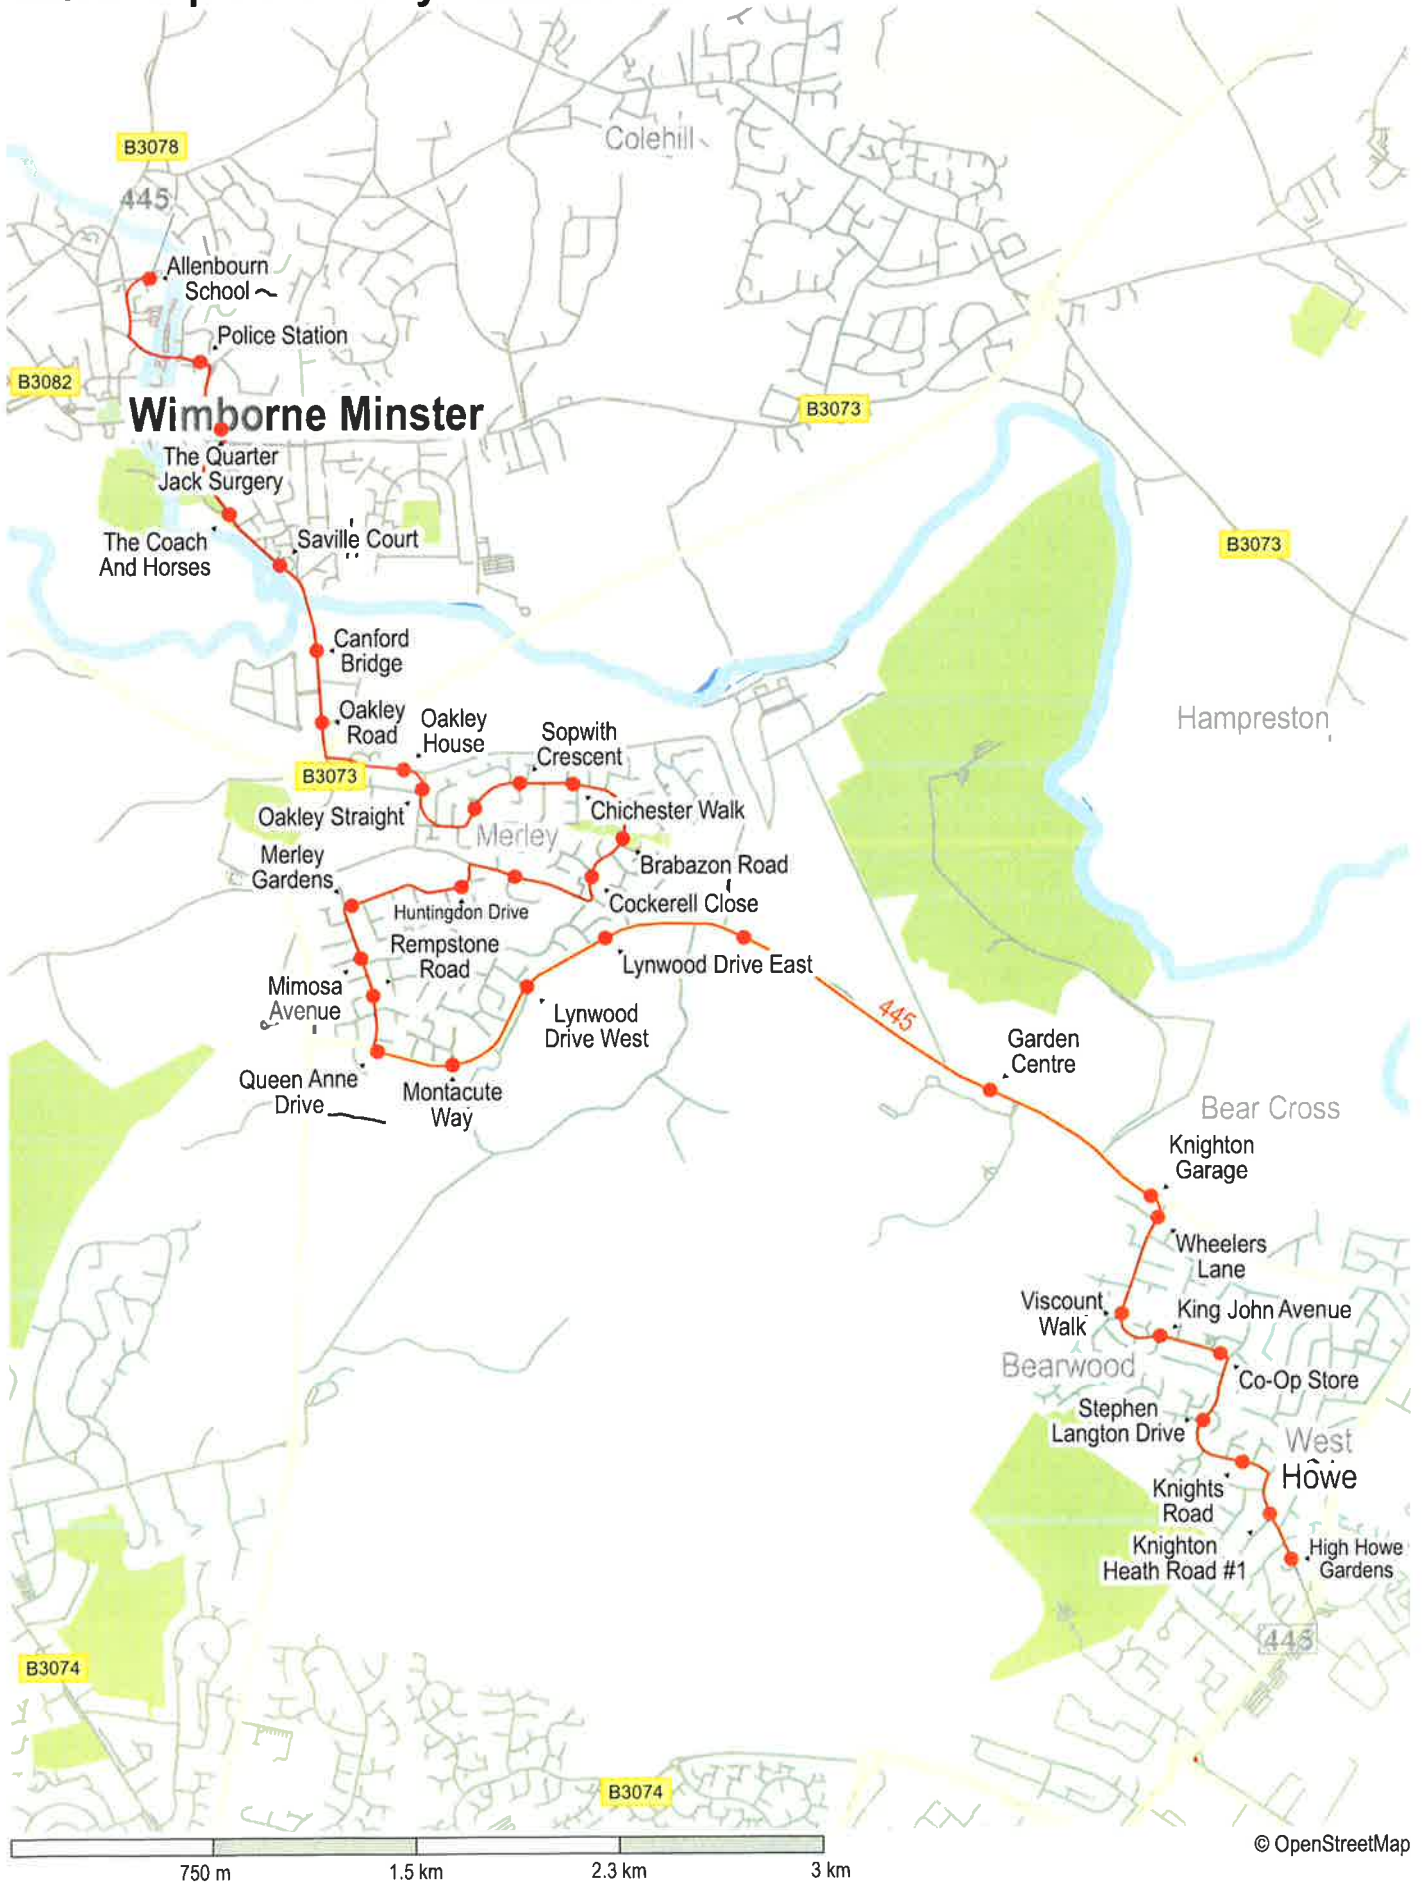 Colehill
B3078
445
Allenbourn
School
Police Station
B3082
Wimborne Minster
B3073
The Quarter
Jack Surgery
The Coach
And Horses
Saville Court
B3073
Canford
Bridge
Oakley
Road
Oakley
House
Sopwith
Crescent
Hampreston
B3073
Oakley Straight
Chichester Walk
Merley
Merley
Gardens
Brabazon Road
Huntingdon Drive
Cockerell Close
Rempstone
Road
Lynwood Drive East
Mimosa
Avenue
Lynwood
Drive West
445
Garden
Centre
Queen Anne
Drive
Montacute
Way
Bear Cross
Knighton
Garage
Wheelers
Lane
Viscount
Walk
King John Avenue
Bearwood
Co-Op Store
Stephen
Langton Drive
West
Howe
Knights
Road
Knighton
Heath Road #1
High Howe
Gardens
445
B3074
B3074
750 m
1.5 km
2.3 km
3 km
© OpenStreetMap